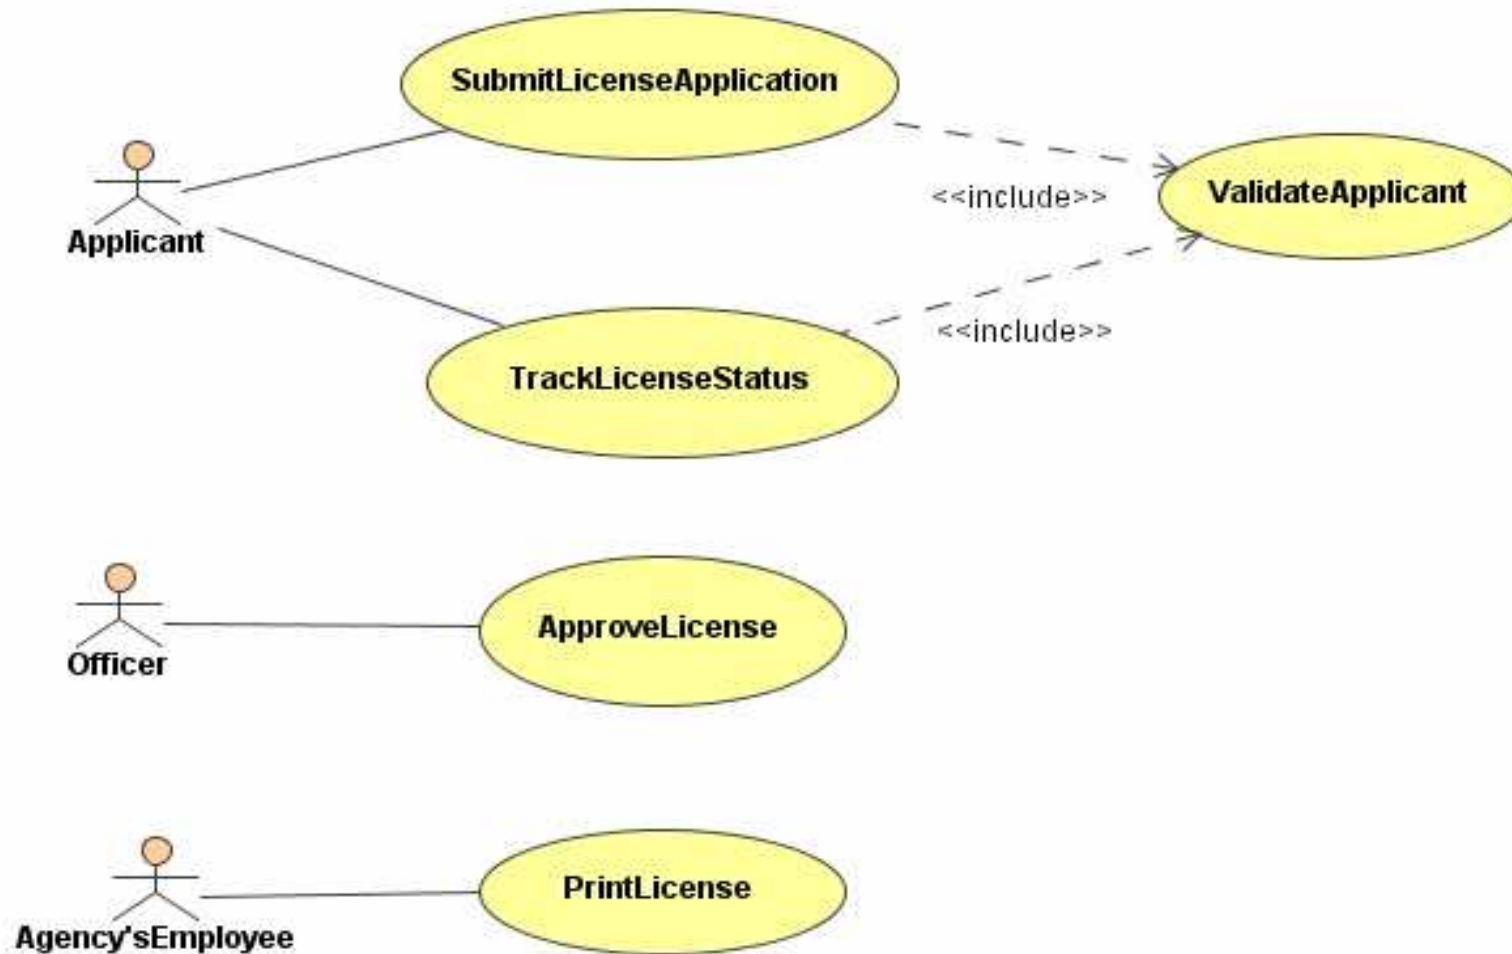 SubmitLicenseApplication
<<include>>
ValidateApplicant
Applicant
<<include>>
TrackLicenseStatus
ApproveLicense
Officer
PrintLicense
Agency'sEmployee